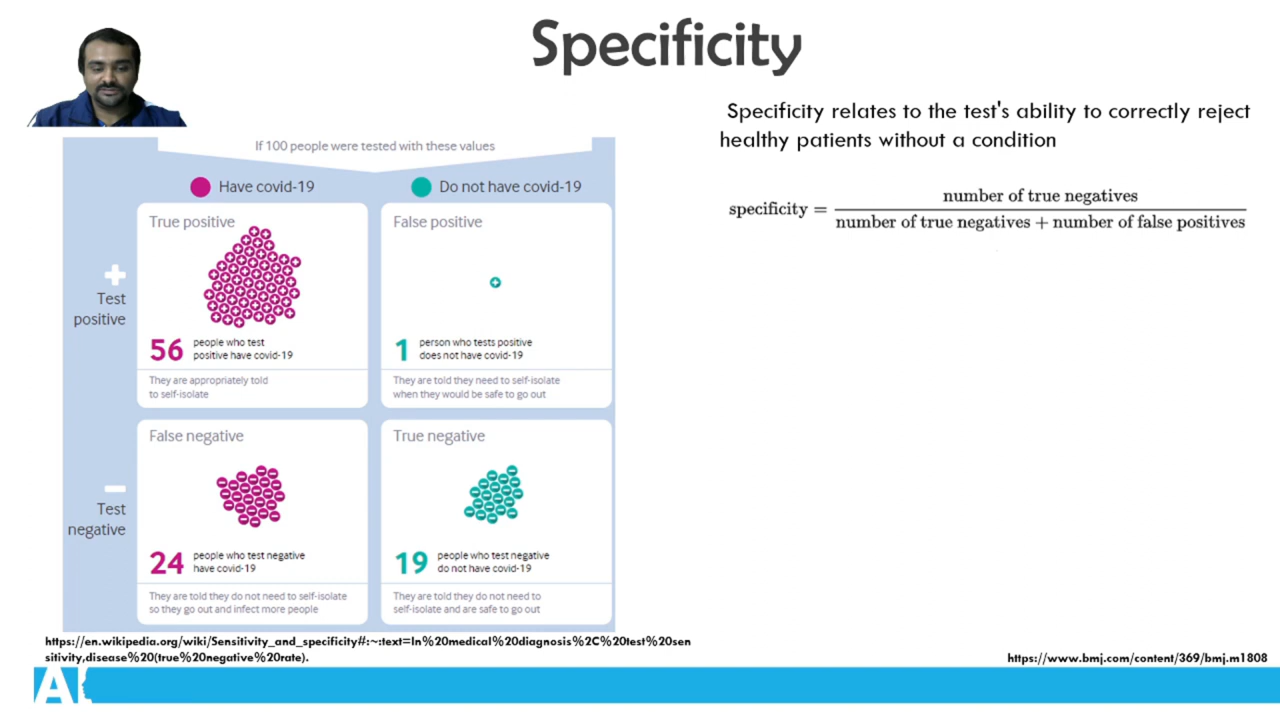 Specificity
Specificity relates to the test's ability to correctly reject
healthy patients without a condition
specificity = number of true negatives
number of true negatives + number of false positives
If 100 people were tested with these values
Have covid-19
Do not have covid-19
Test
positive
True positive
56 people who test
positive have covid-19
They are appropriately told
to self-isolate
False positive
1 person who tests positive
does not have covid-19
They are told they need to self-isolate
when they would be safe to go out
Test
negative
False negative
24 people who test negative
have covid-19
They are told they do not need to self-isolate
so they go out and infect more people
True negative
19 people who test negative
do not have covid-19
They are told they do not need to
self-isolate and are safe to go out
https://en.wikipedia.org/wiki/Sensitivity_and_specificity#:~:text=In%20medical%20diagnosis%2C%20test%20sen
sitivity,disease%20(true%20negative%20rate).
https://www.bmj.com/content/369/bmj.m1808
AI